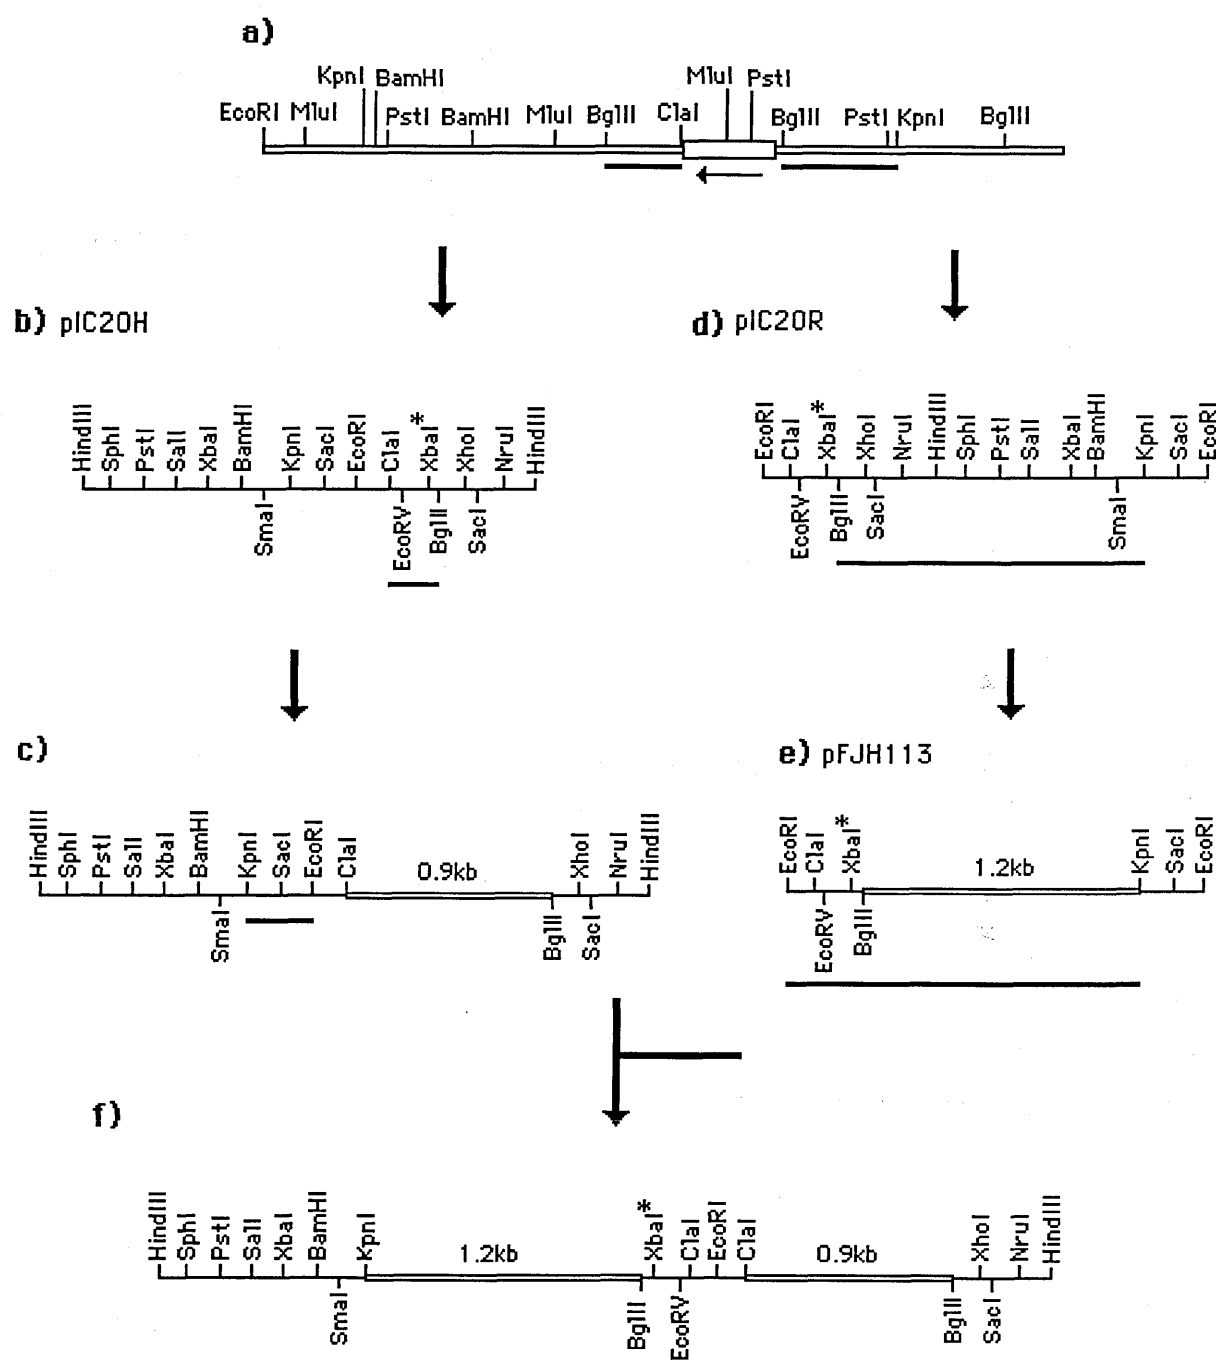 a)
KpnI BamHI MluI PstI
EcoRI MluI PstI BamHI MluI BglII ClaI BglII PstI KpnI BglII
b) pIC20H
HindIII SphI PstI SalI XbaI BamHI KpnI SacI EcoRI ClaI XbaI* XhoI NruI HindIII
SmaI EcoRV BglII SacI
d) pIC20R
EcoRI ClaI XbaI* XhoI NruI HindIII SphI PstI SalI XbaI BamHI KpnI SacI EcoRI
EcoRV BglII SacI SmaI
c)
HindIII SphI PstI SalI XbaI BamHI KpnI SacI EcoRI ClaI 0.9kb XhoI NruI HindIII
SmaI BglII SacI
e) pFJH113
EcoRI ClaI XbaI* 1.2kb KpnI SacI EcoRI
EcoRV BglII
f)
HindIII SphI PstI SalI XbaI BamHI KpnI 1.2kb XbaI* ClaI EcoRI ClaI 0.9kb XhoI NruI HindIII
SmaI BglII EcoRV BglII SacI